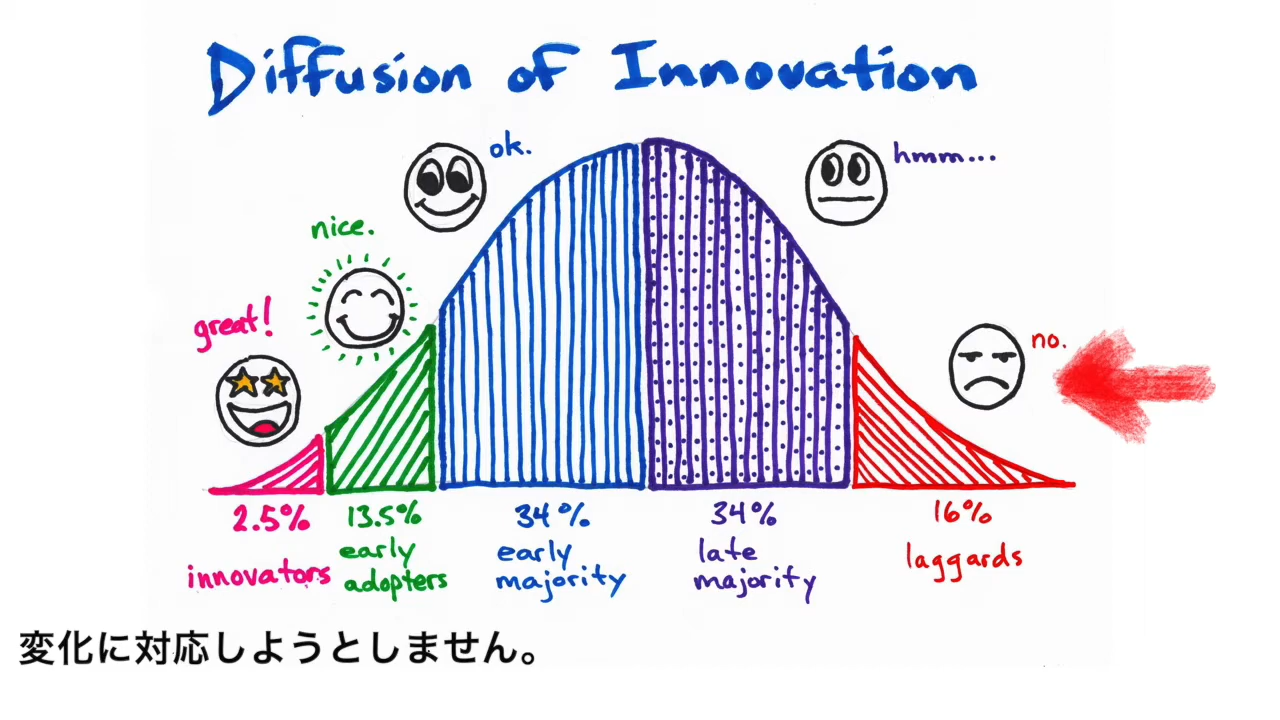 Diffusion of Innovation
ok.
hmm...
nice.
great!
no.
2.5%
13.5%
34%
34%
16%
innovators
early
adopters
early
majority
late
majority
laggards
変化に対応しようとしません。